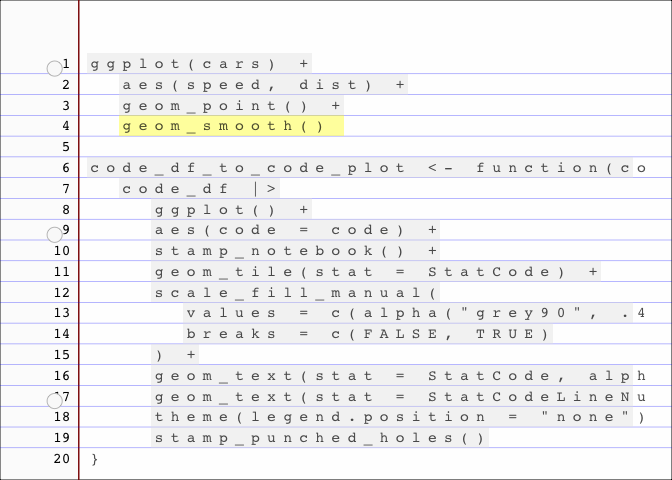 1 ggplot(cars) +
2 aes(speed, dist) +
3 geom_point() +
4 geom_smooth()
5
6 code_df_to_code_plot <- function(co
7 code_df |>
8 ggplot() +
9 aes(code = code) +
10 stamp_notebook() +
11 geom_tile(stat = StatCode) +
12 scale_fill_manual(
13 values = c(alpha("grey90", .4
14 breaks = c(FALSE, TRUE)
15 ) +
16 geom_text(stat = StatCode, alph
17 geom_text(stat = StatCodeLineNu
18 theme(legend.position = "none")
19 stamp_punched_holes()
20 }